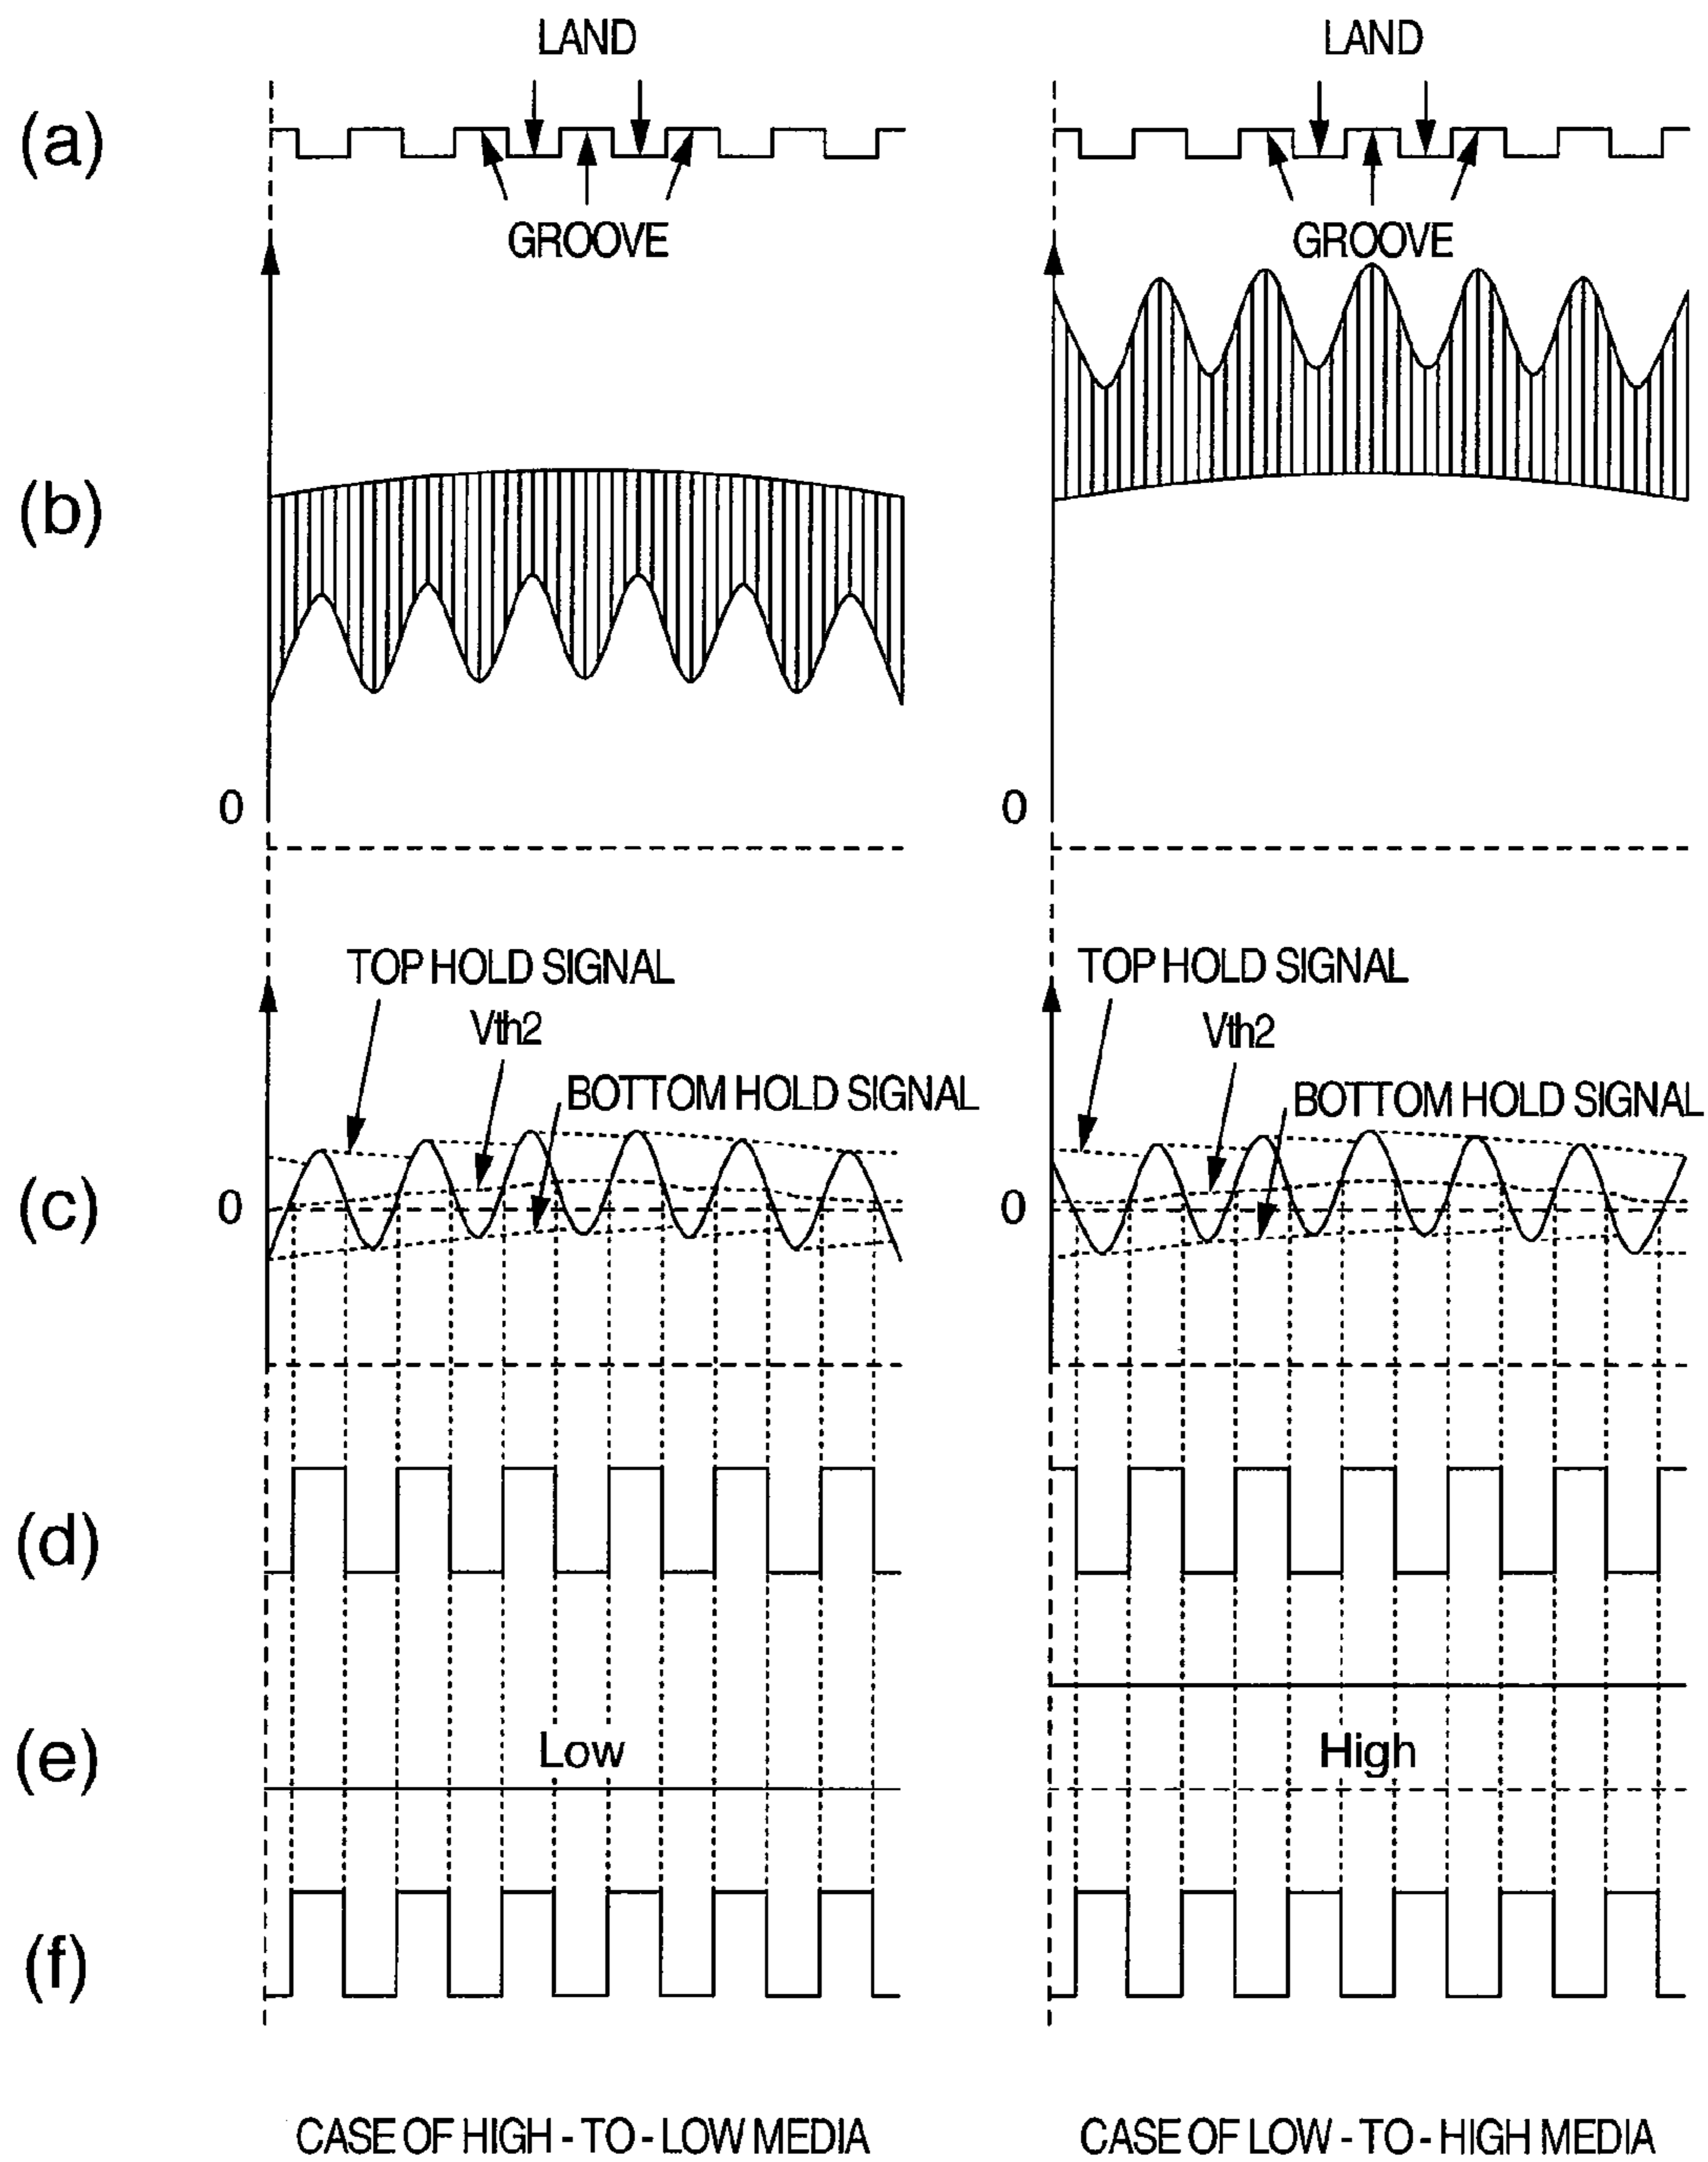 LAND LAND
(a)
GROOVE GROOVE
(b)
0 0
TOP HOLD SIGNAL TOP HOLD SIGNAL
Vth2 Vth2
BOTTOM HOLD SIGNAL BOTTOM HOLD SIGNAL
(c) 0 0
(d)
(e) Low High
(f)
CASE OF HIGH - TO - LOW MEDIA CASE OF LOW - TO - HIGH MEDIA